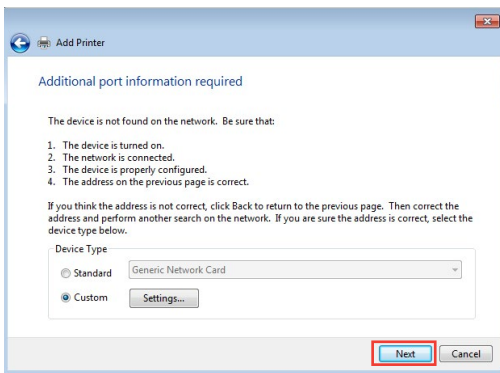 Add Printer
Additional port information required
The device is not found on the network. Be sure that:
1. The device is turned on.
2. The network is connected.
3. The device is properly configured.
4. The address on the previous page is correct.
If you think the address is not correct, click Back to return to the previous page. Then correct the
address and perform another search on the network. If you are sure the address is correct, select the
device type below.
Device Type
Standard Generic Network Card
Custom Settings...
Next Cancel